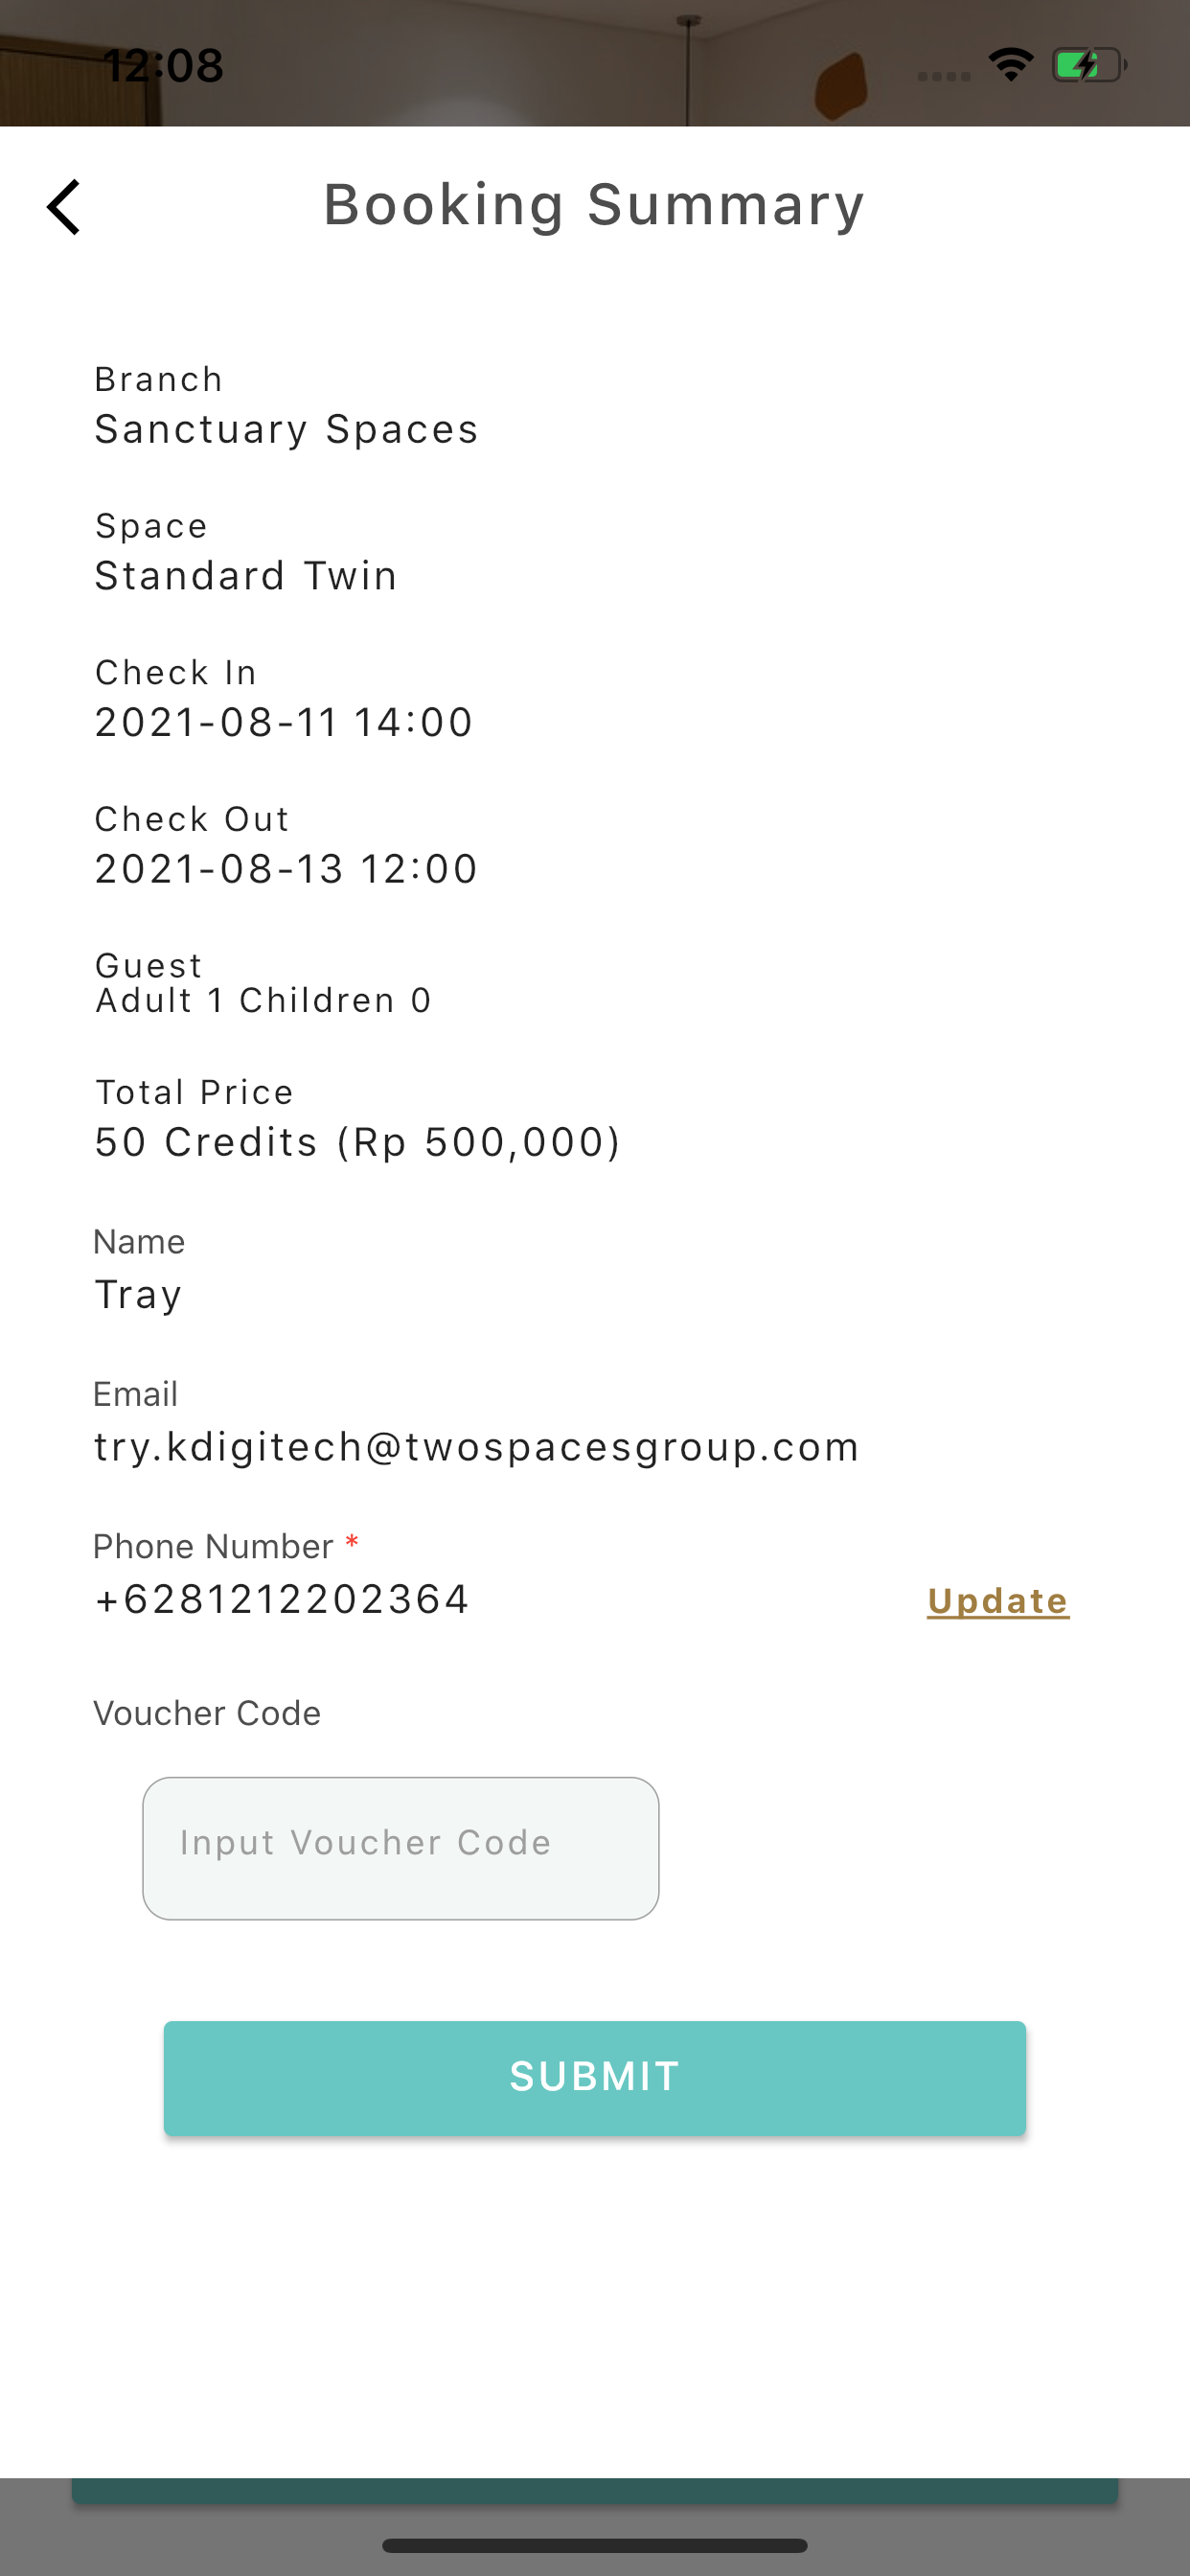 12:08
Booking Summary
Branch
Sanctuary Spaces
Space
Standard Twin
Check In
2021-08-11 14:00
Check Out
2021-08-13 12:00
Guest
Adult 1 Children 0
Total Price
50 Credits (Rp 500,000)
Name
Tray
Email
try.kdigitech@twospacesgroup.com
Phone Number *
+6281212202364
Update
Voucher Code
Input Voucher Code
SUBMIT